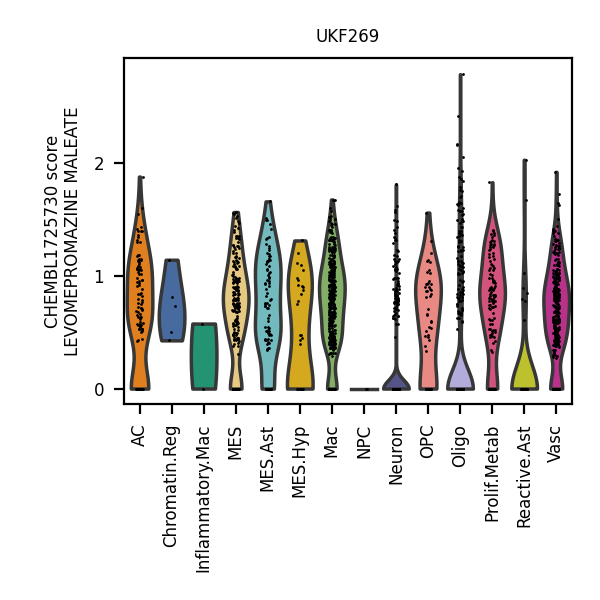 UKF269
CHEMBL1725730 score
LEVOMEPROMAZINE MALEATE
2
1
0
AC
Chromatin.Reg
Inflammatory.Mac
MES
MES.Ast
MES.Hyp
Mac
NPC
Neuron
OPC
Oligo
Prolif.Metab
Reactive.Ast
Vasc